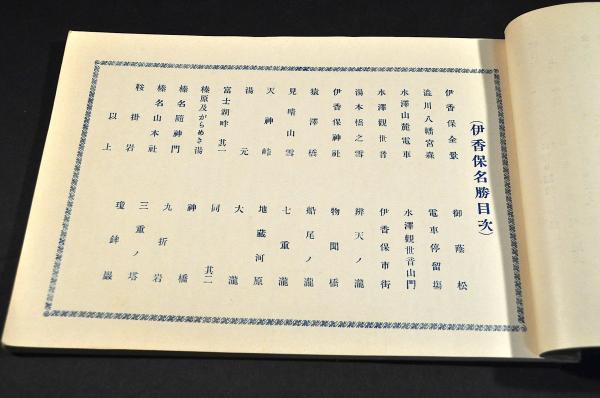 (伊香保名勝目次)
伊香保全景
御蔭松
澁川八幡宮森
電車停留場
水澤山麓電車
水澤觀世音山門
水澤觀世音
伊香保市街
湯本橋之雪
辨天ノ瀧
伊香保神社
物聞橋
猿澤橋
船尾ノ瀧
見晴山雪
七重瀧
天神峠
地藏河原
湯元
大瀧
富士湖畔 其一
同 其二
榛原及がらめき湯
神橋
榛名隨神門
九折岩
榛名山本社
三重ノ塔
鞍掛岩
瓊鉾巖
以上